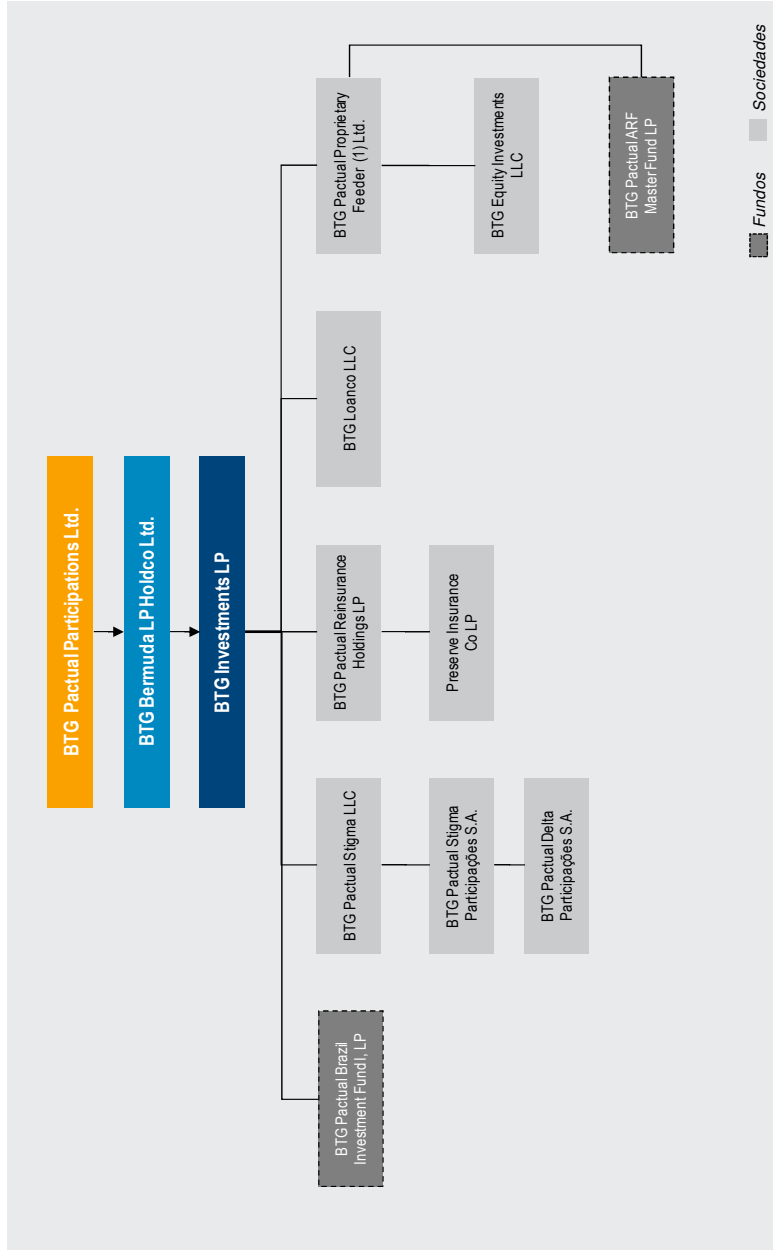 BTG Pactual Participations Ltd.
BTG Bermuda LP Holdco Ltd.
BTG Investments LP
BTG Pactual Brazil
Investment Fund I, LP
BTG Pactual Stigma LLC
BTG Pactual Reinsurance
Holdings LP
BTG Loanco LLC
BTG Pactual Proprietary
Feeder (1) Ltd.
BTG Pactual Stigma
Participações S.A.
Preserve Insurance
Co LP
BTG Equity Investments
LLC
BTG Pactual Delta
Participações S.A.
BTG Pactual ARF
Master Fund LP
Fundos
Sociedades